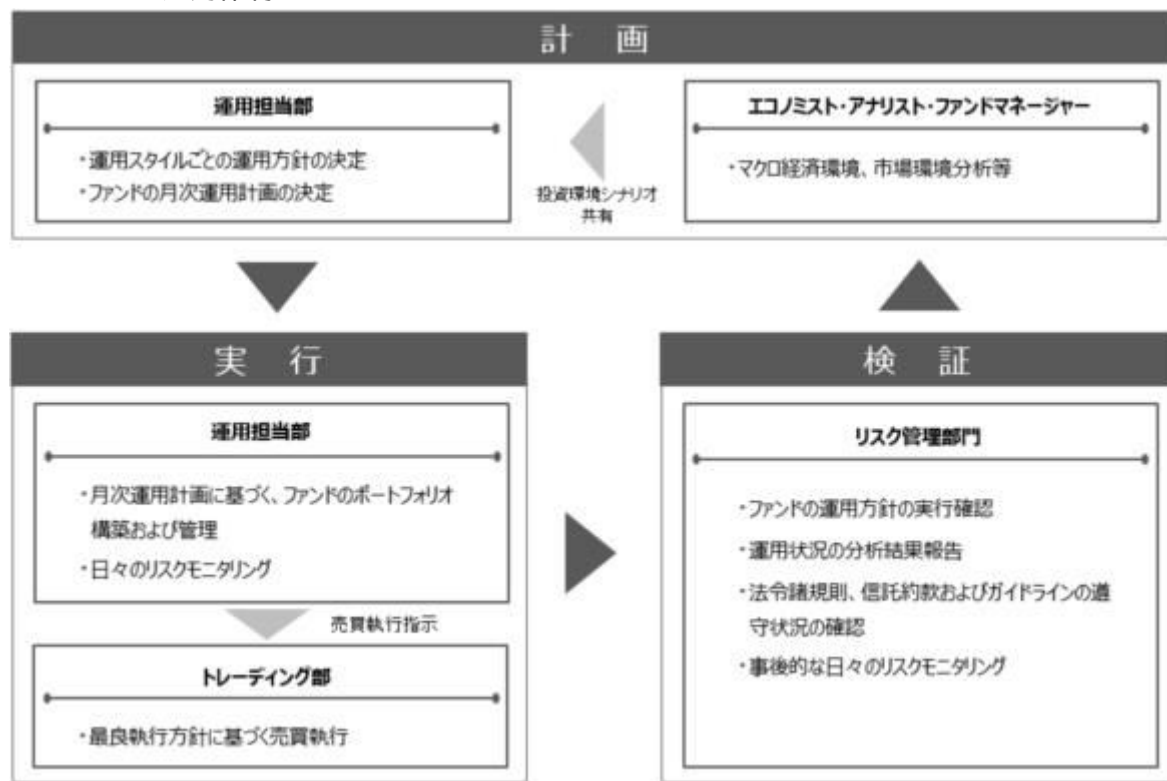 計 画
運用担当部
・運用スタイルごとの運用方針の決定
・ファンドの月次運用計画の決定
投資環境シナリオ
共有
エコノミスト・アナリスト・ファンドマネージャー
・マクロ経済環境、市場環境分析等
実 行
運用担当部
・月次運用計画に基づく、ファンドのポートフォリオ
構築および管理
・日々のリスクモニタリング
売買執行指示
トレーディング部
・最良執行方針に基づく売買執行
検 証
リスク管理部門
・ファンドの運用方針の実行確認
・運用状況の分析結果報告
・法令諸規則、信託約款およびガイドラインの遵
守状況の確認
・事後的な日々のリスクモニタリング